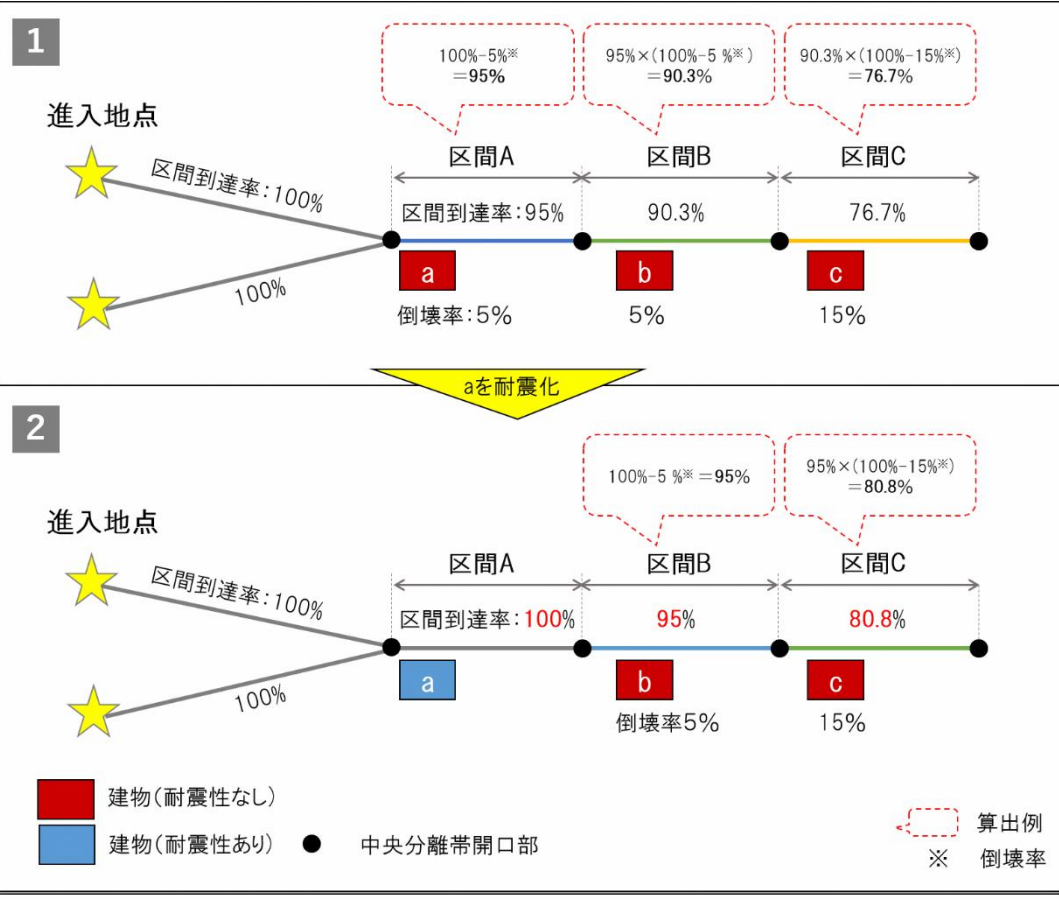 1
100%-5%※
=95%
95%×(100%-5 %※)
=90.3%
90.3%×(100%-15%※)
=76.7%
進入地点
区間A
区間B
区間C
区間到達率:100%
区間到達率:95%
90.3%
76.7%
100%
a
b
c
倒壊率:5%
5%
15%
aを耐震化
2
100%-5 %※ =95%
95%×(100%-15%※)
=80.8%
進入地点
区間A
区間B
区間C
区間到達率:100%
区間到達率:100%
95%
80.8%
100%
a
b
c
倒壊率5%
15%
建物(耐震性なし)
建物(耐震性あり)
中央分離帯開口部
算出例
※ 倒壊率